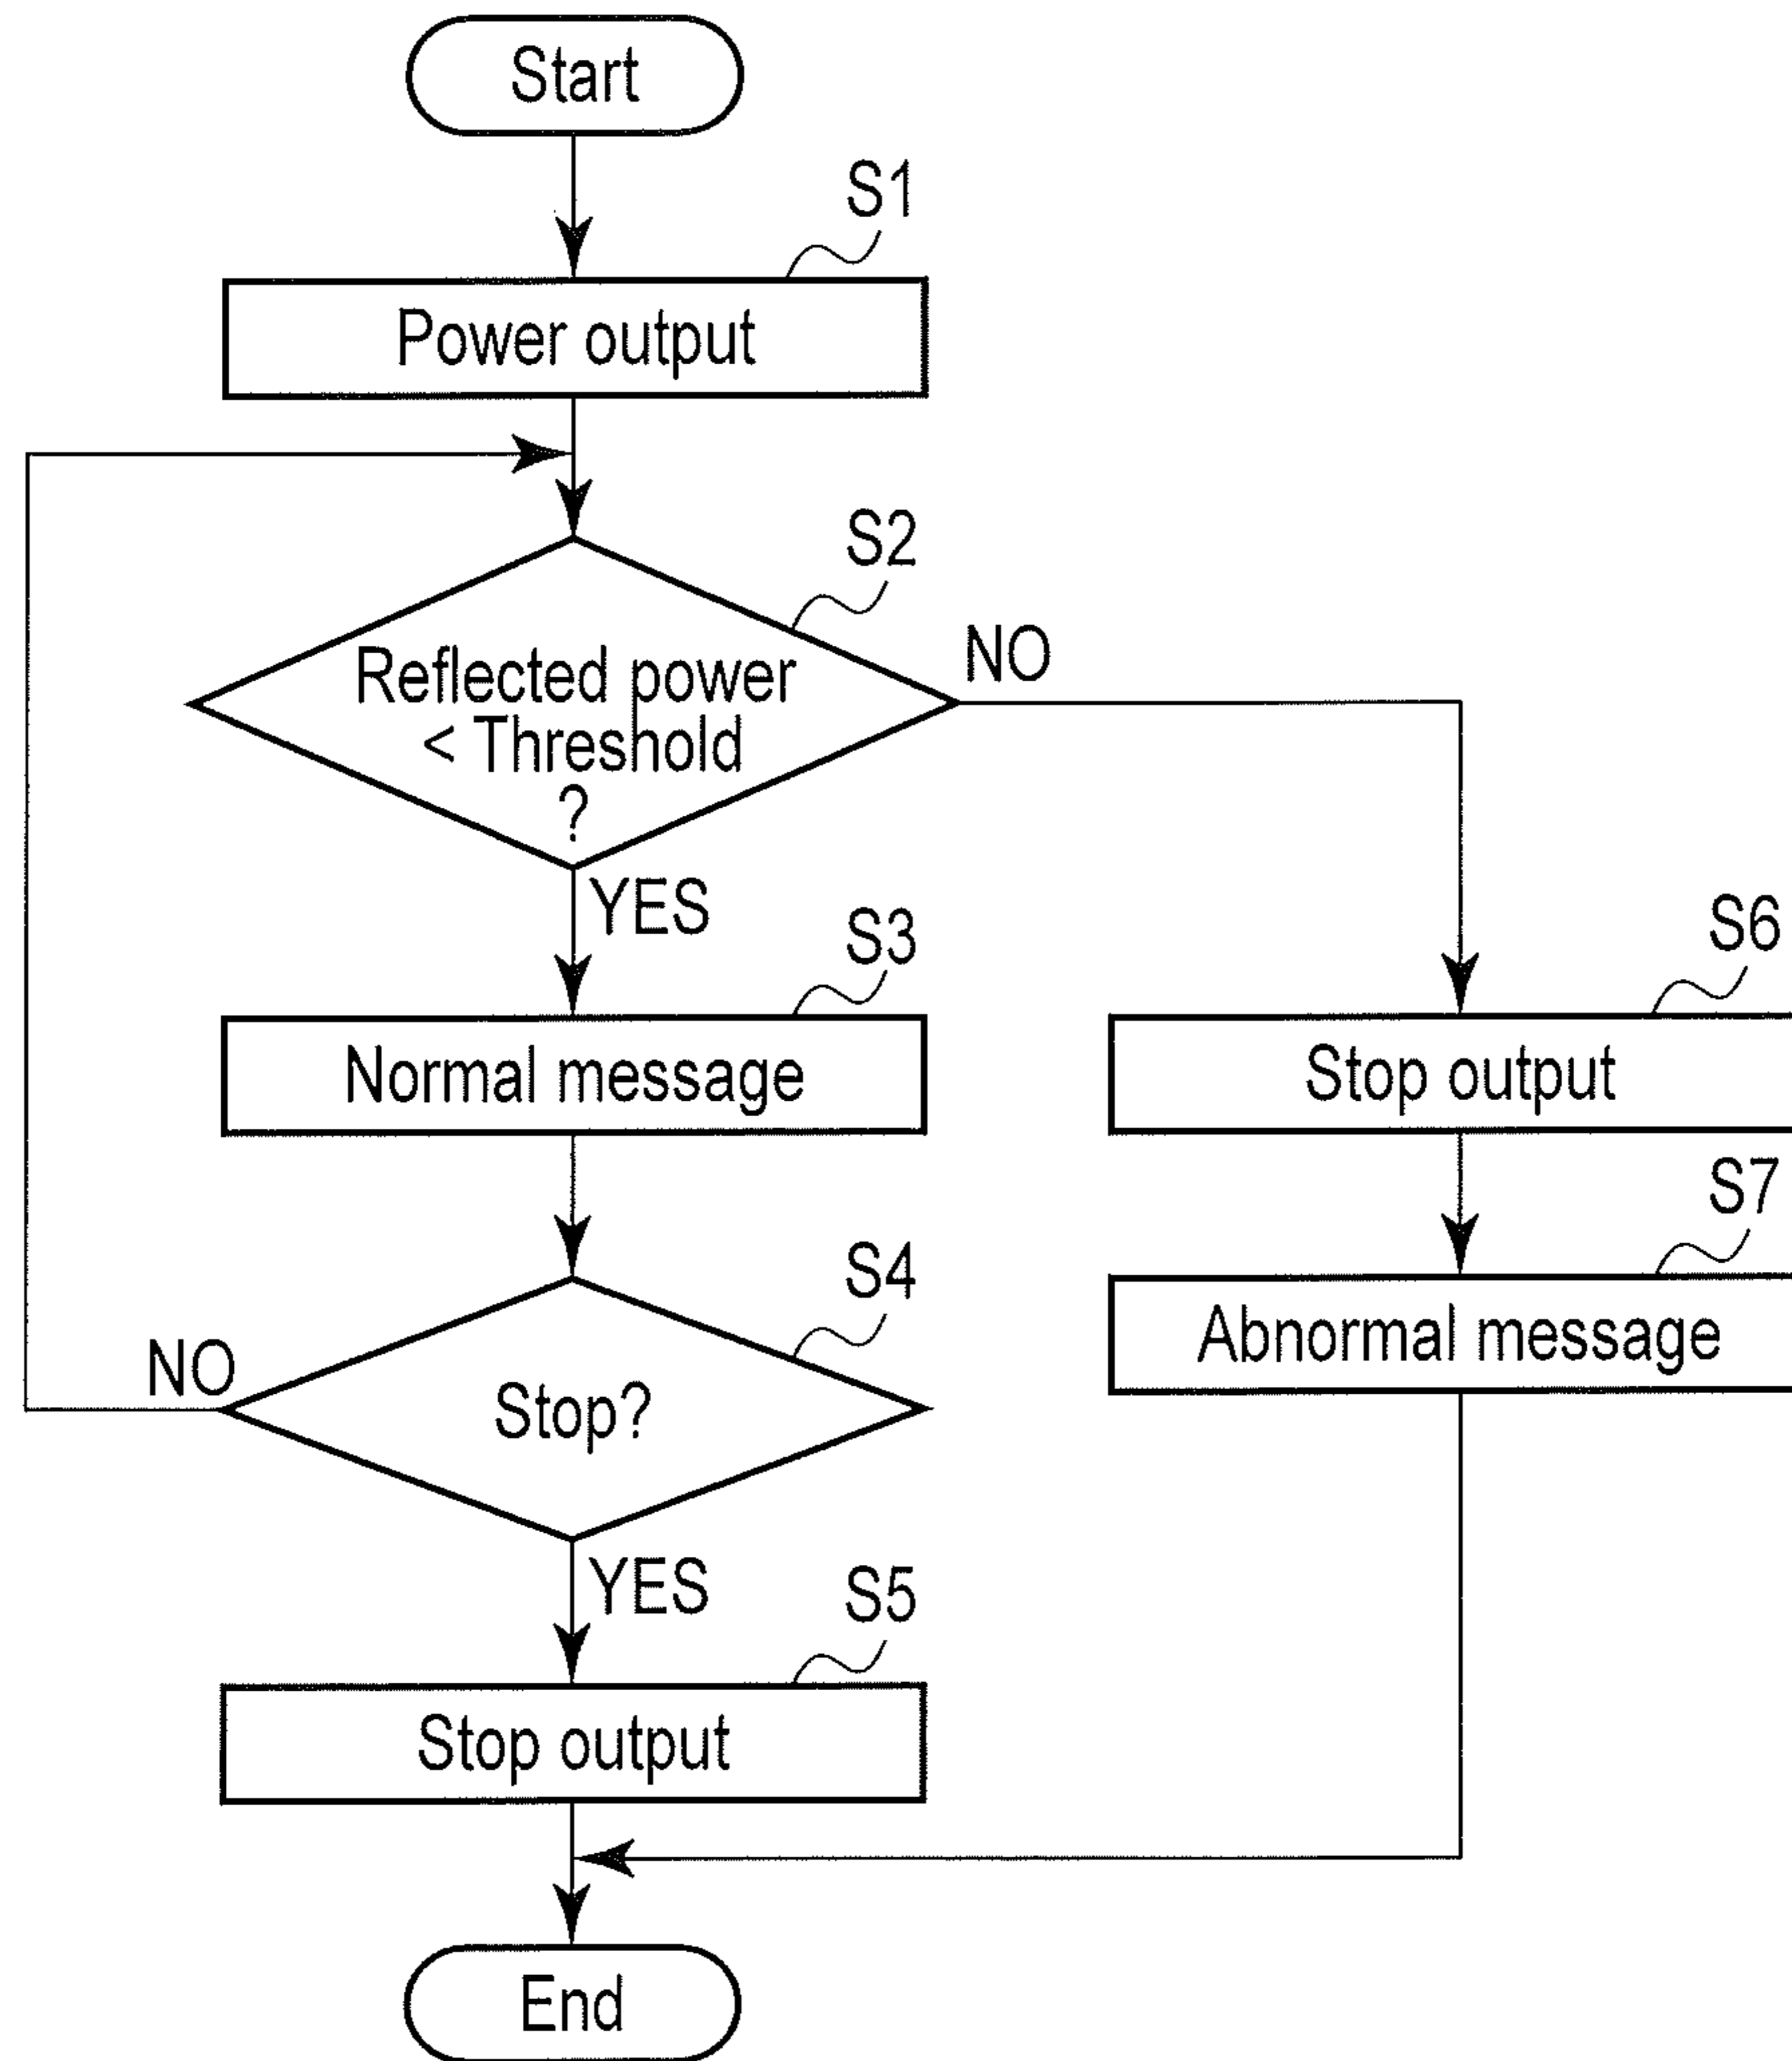 Start
S1
Power output
S2
NO
Reflected power
< Threshold
?
YES
S3
Normal message
S6
Stop output
S7
Abnormal message
S4
NO
Stop?
YES
S5
Stop output
End